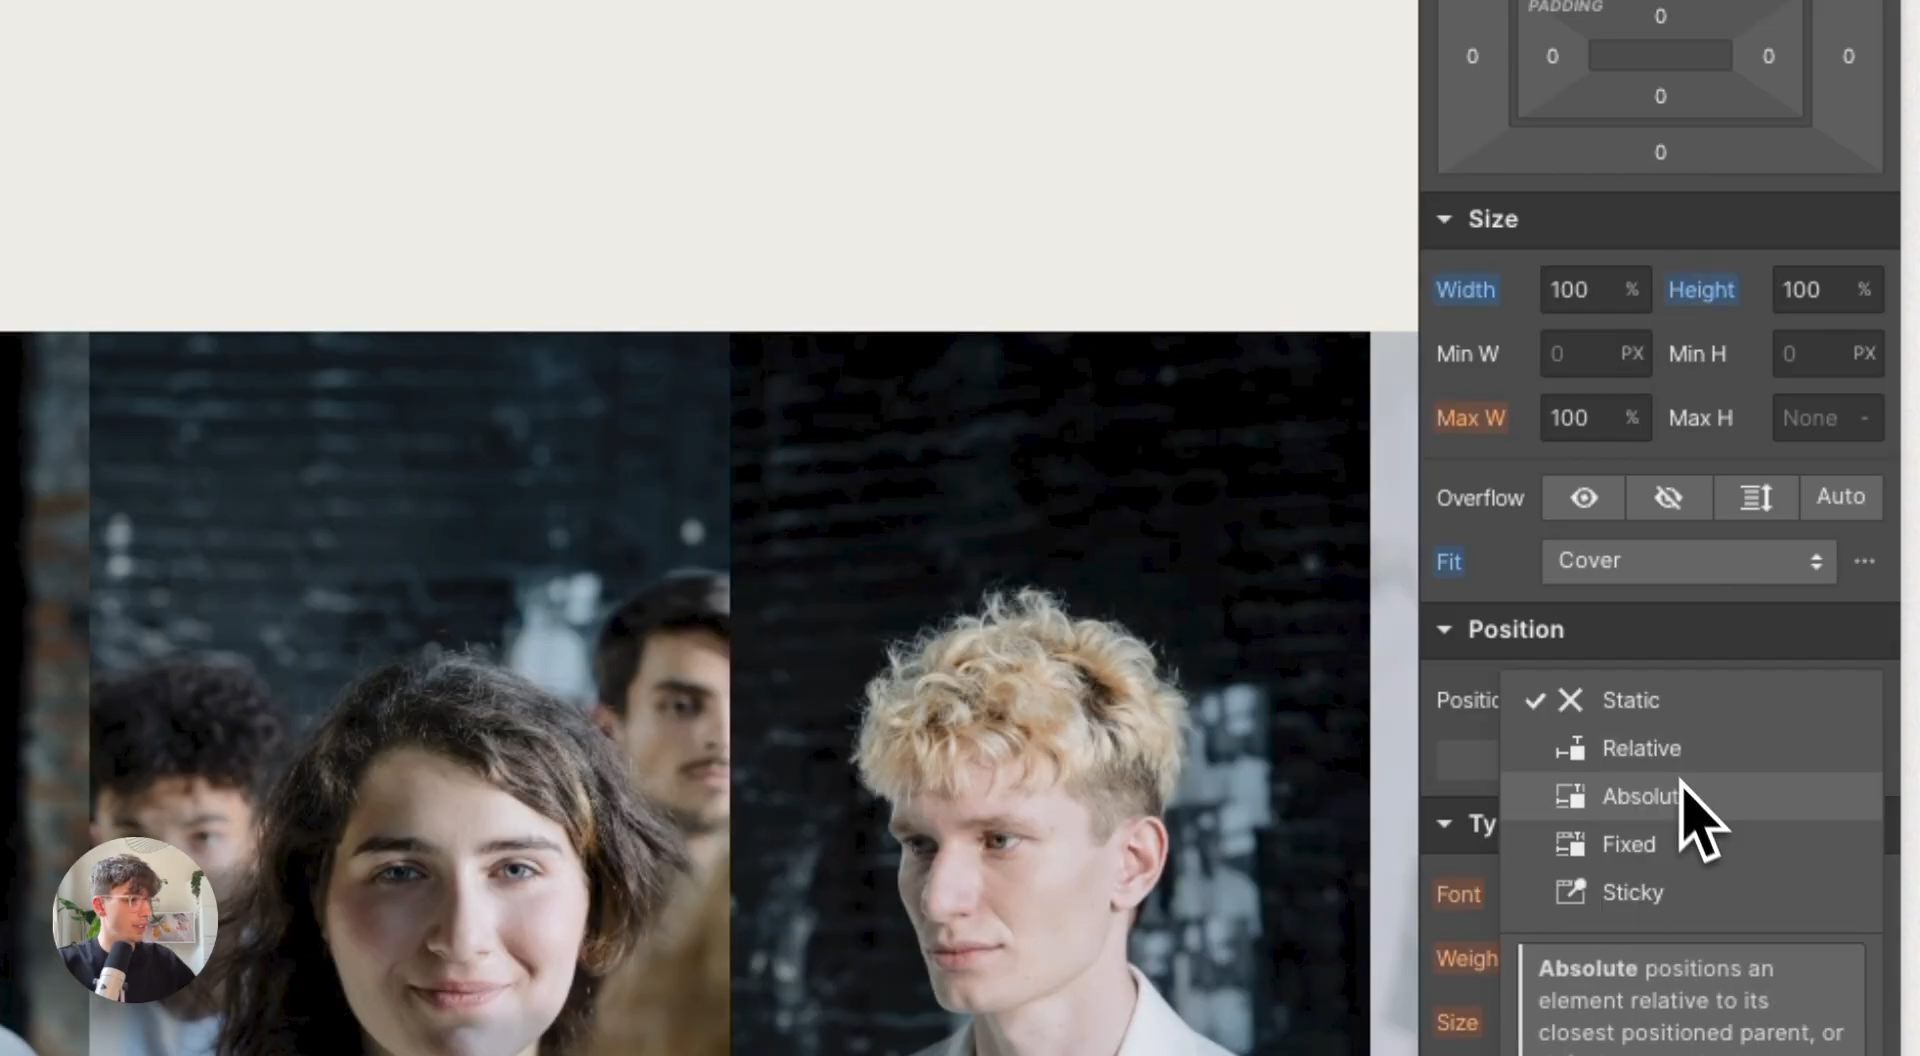 PADDING
0
0 0 0 0
0
0
Size
Width 100 % Height 100 %
Min W 0 PX Min H 0 PX
Max W 100 % Max H None -
Overflow Auto
Fit Cover
Position
Static
Relative
Fixed
Sticky
Font
Size
Absolute positions an
element relative to its
closest positioned parent, or